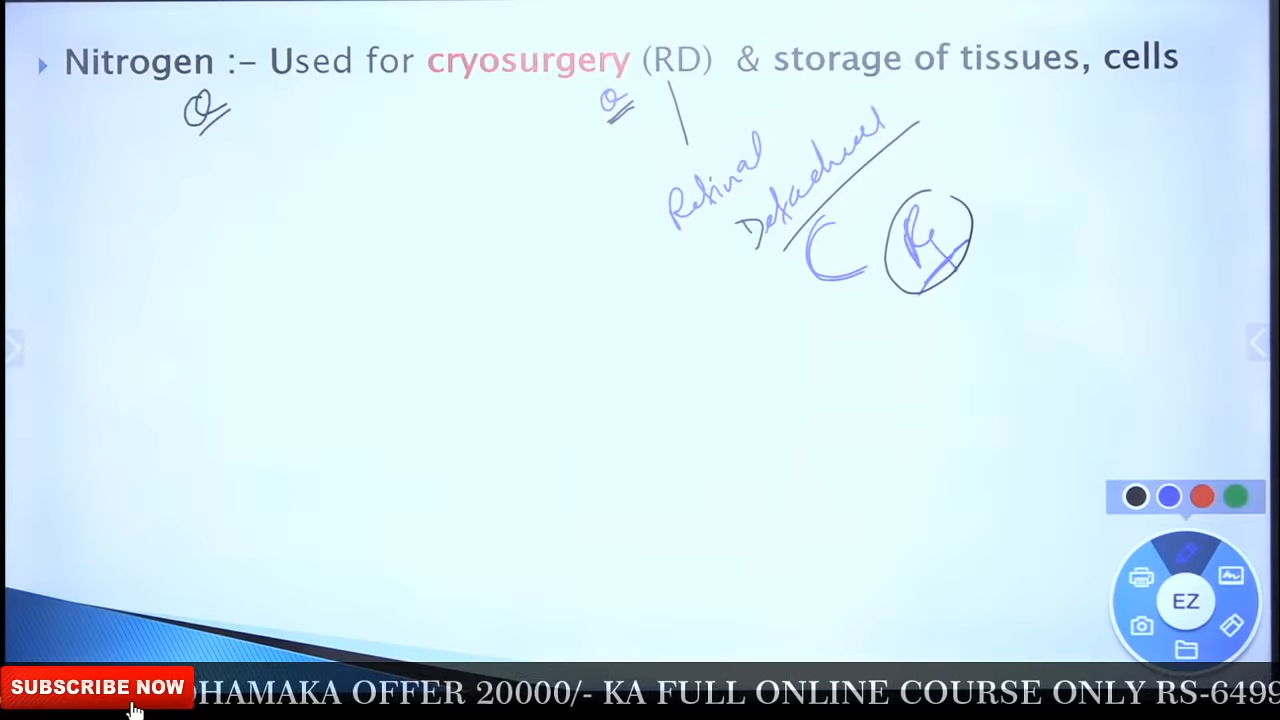 Nitrogen :- Used for cryosurgery (RD) & storage of tissues, cells
Q
Q
Retinal
Detachment
C
Rx
EZ
SUBSCRIBE NOW
DHAMAKA OFFER 20000/- KA FULL ONLINE COURSE ONLY RS-6499